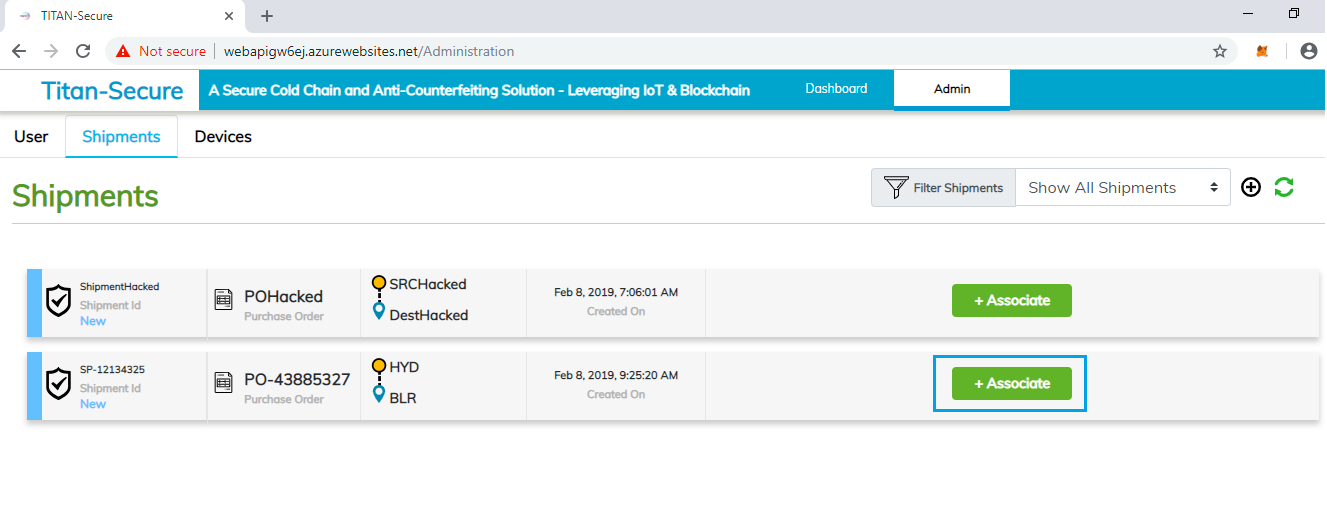 TITAN-Secure
Not secure
webapigw6ej.azurewebsites.net/Administration
Titan-Secure
A Secure Cold Chain and Anti-Counterfeiting Solution - Leveraging IoT & Blockchain
Dashboard
Admin
User
Shipments
Devices
Shipments
Filter Shipments
Show All Shipments
ShipmentHacked
Shipment Id
New
POHacked
Purchase Order
SRCHacked
DestHacked
Feb 8, 2019, 7:06:01 AM
Created On
+ Associate
SP-12134325
Shipment Id
New
PO-43885327
Purchase Order
HYD
BLR
Feb 8, 2019, 9:25:20 AM
Created On
+ Associate